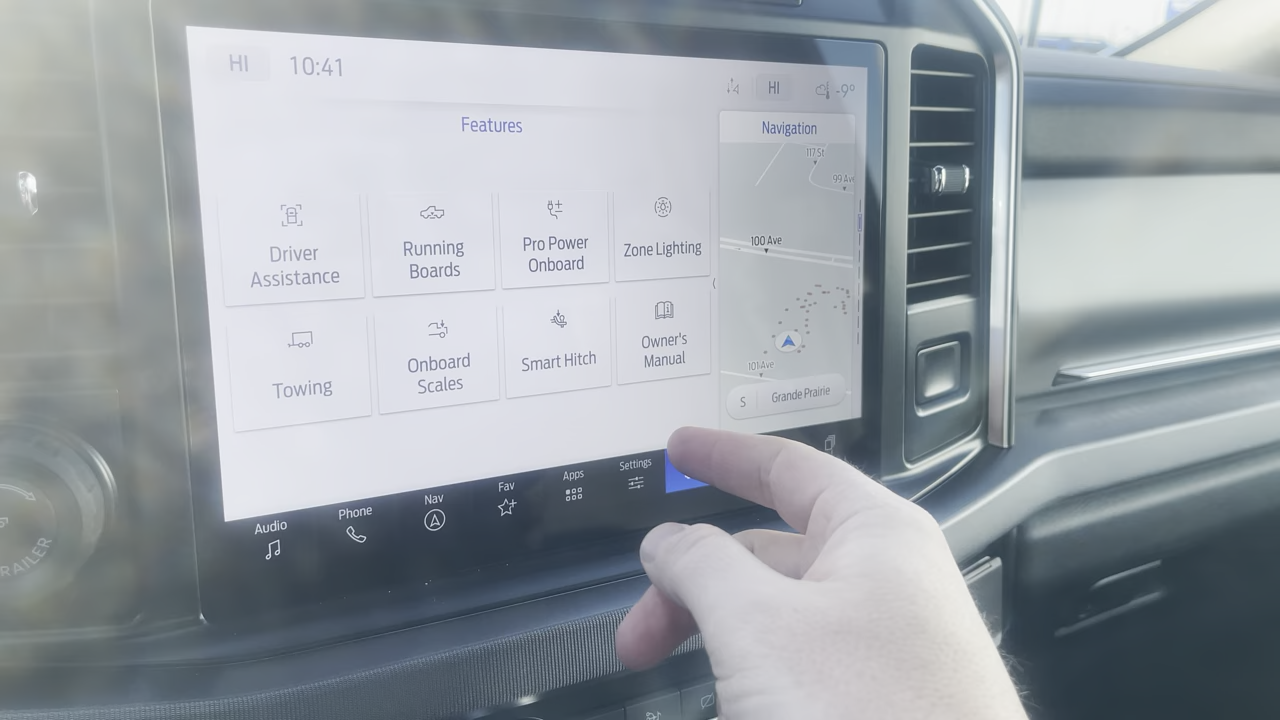 HI 10:41
HI -9°
Features
Navigation
Driver
Assistance
Running
Boards
Pro Power
Onboard
Zone Lighting
Towing
Onboard
Scales
Smart Hitch
Owner's
Manual
117 St
99 Av
100 Ave
101 Ave
S Grande Prairie
Audio
Phone
Nav
Fav
Apps
Settings
RAILER